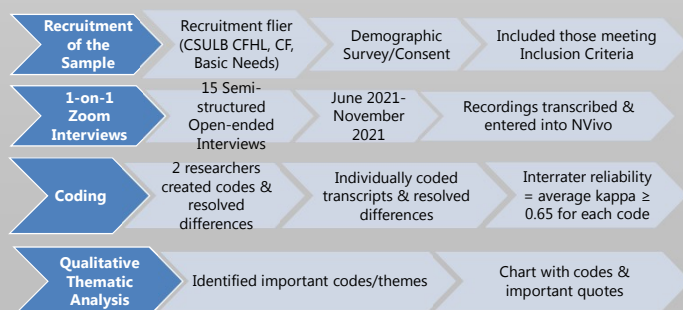 Recruitment
of the
Sample
Recruitment flier
(CSULB CFHL, CF,
Basic Needs)
Demographic
Survey/Consent
Included those meeting
Inclusion Criteria
1-on-1
Zoom
Interviews
15 Semi-
structured
Open-ended
Interviews
June 2021-
November
2021
Recordings transcribed &
entered into NVivo
Coding
2 researchers
created codes &
resolved
differences
Individually coded
transcripts & resolved
differences
Interrater reliability
= average kappa ≥
0.65 for each code
Qualitative
Thematic
Analysis
Identified important codes/themes
Chart with codes &
important quotes